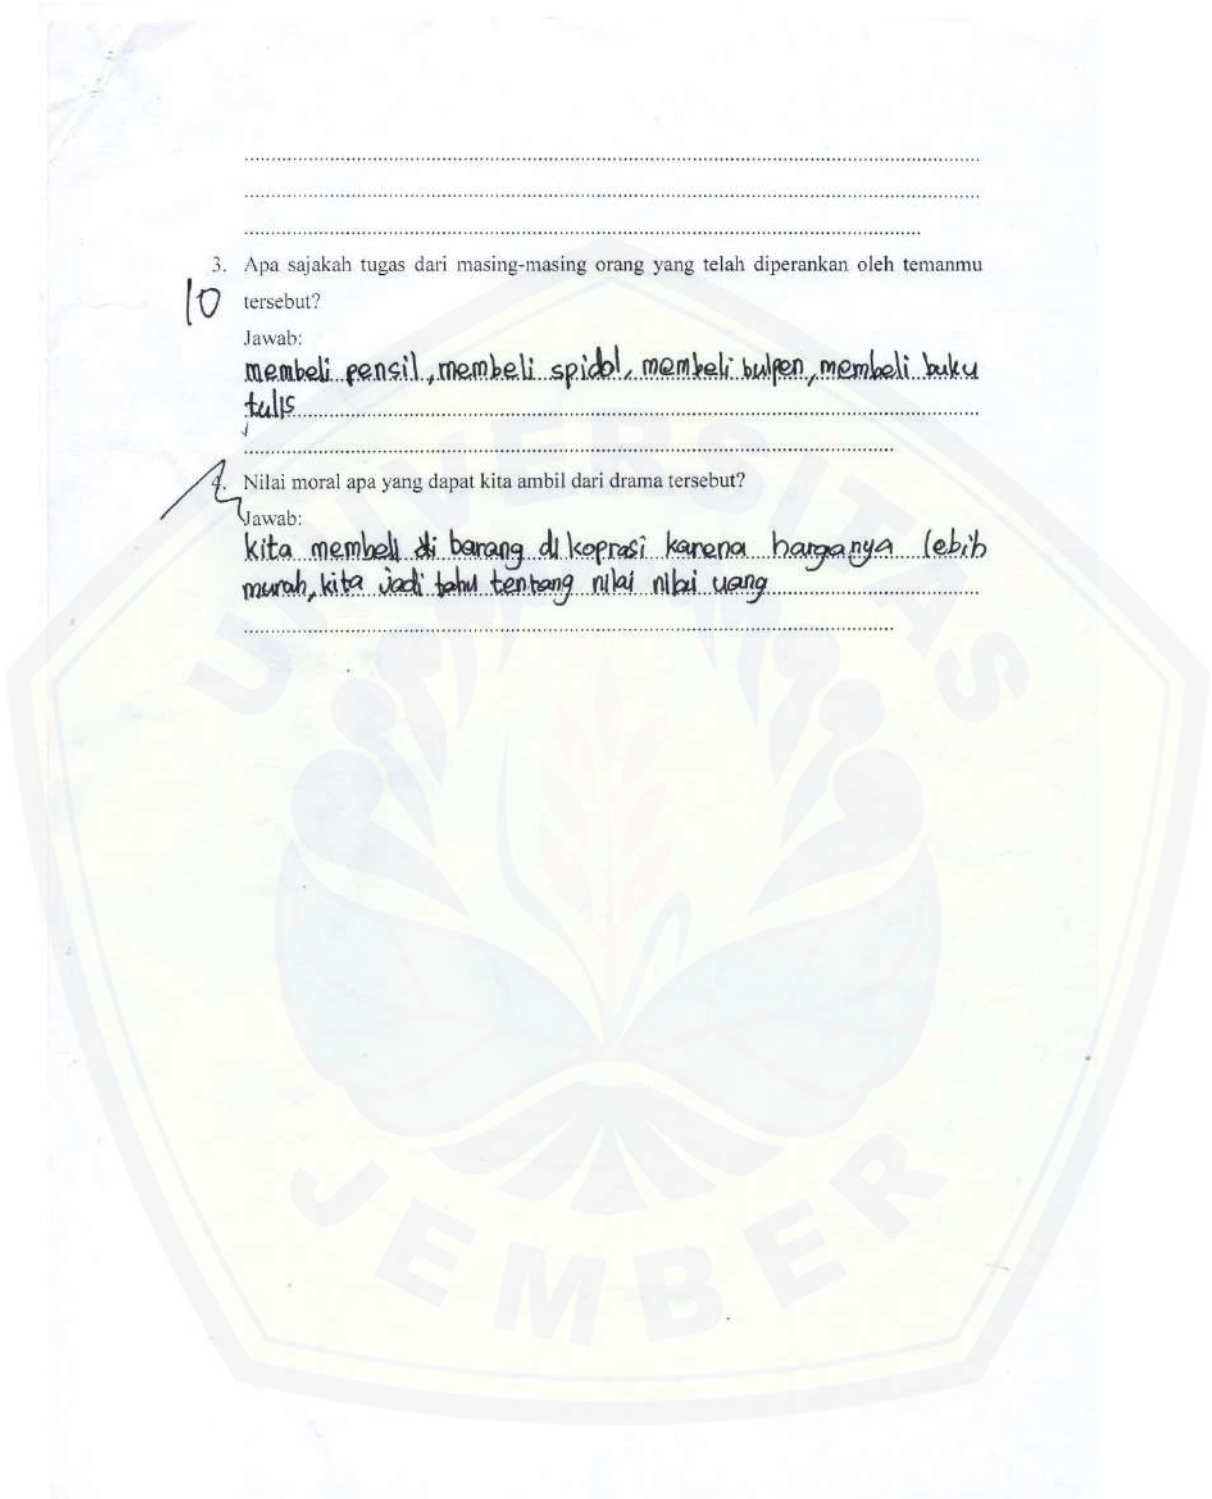 3. Apa sajakah tugas dari masing-masing orang yang telah diperankan oleh temanmu
10 tersebut?
Jawab:
membeli pensil, membeli spidol, membeli bulpen, membeli buku
tulis
4. Nilai moral apa yang dapat kita ambil dari drama tersebut?
Jawab:
kita membeli di barang di koprasi karena harganya lebih
murah, kita jadi tahu tentang nilai nilai uang
UNIVERSITAS
JEMBER